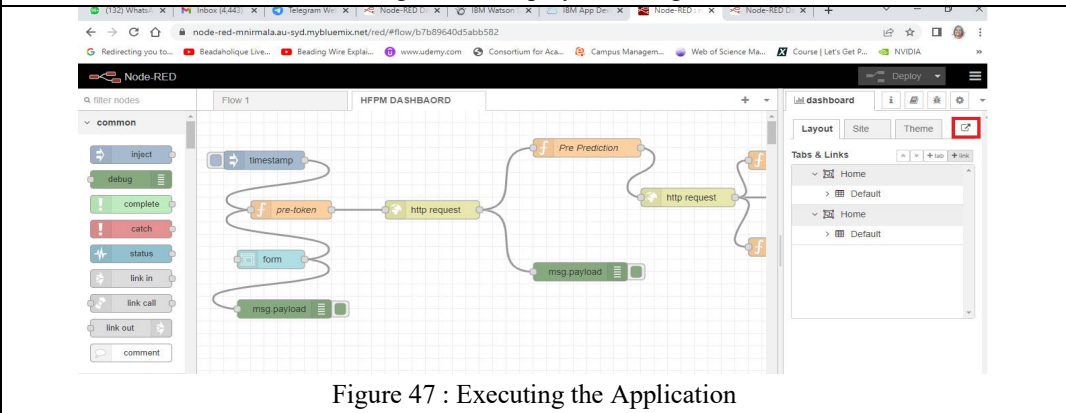 (132) WhatsA
Inbox (4,443)
Telegram We
Node-RED D
IBM Watson
IBM App De
Node-RED :
Node-RED D
node-red-mnirmala.au-syd.mybluemix.net/red/#flow/b7b89640d5abb582
Redirecting you to...
Beadaholique Live...
Beading Wire Explai...
www.udemy.com
Consortium for Aca...
Campus Managem...
Web of Science Ma...
Course | Let's Get P...
NVIDIA
»
Node-RED
Deploy
filter nodes
Flow 1
HFPM DASHBAORD
dashboard
common
inject
debug
complete
catch
status
link in
link call
link out
comment
timestamp
pre-token
form
msg.payload
http request
Pre Prediction
msg.payload
http request
Layout
Site
Theme
Tabs & Links
+ tab
+ link
Home
Default
Home
Default
Figure 47 : Executing the Application